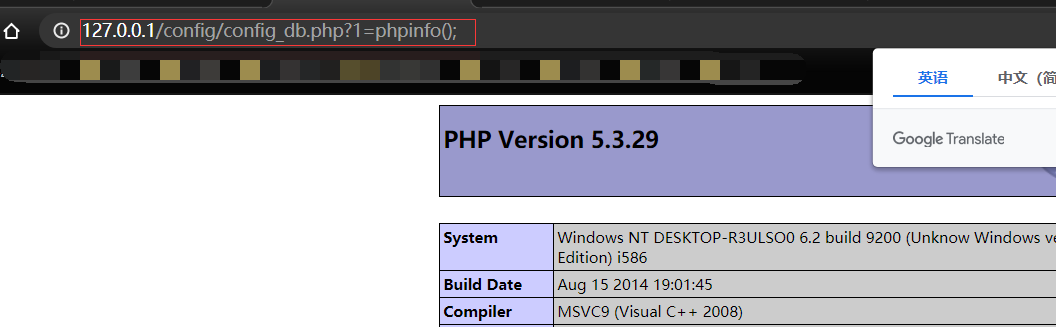 127.0.0.1/config/config_db.php?1=phpinfo();
英语 中文（简
Google Translate
PHP Version 5.3.29
System Windows NT DESKTOP-R3ULSO0 6.2 build 9200 (Unknow Windows ve
Edition) i586
Build Date Aug 15 2014 19:01:45
Compiler MSVC9 (Visual C++ 2008)